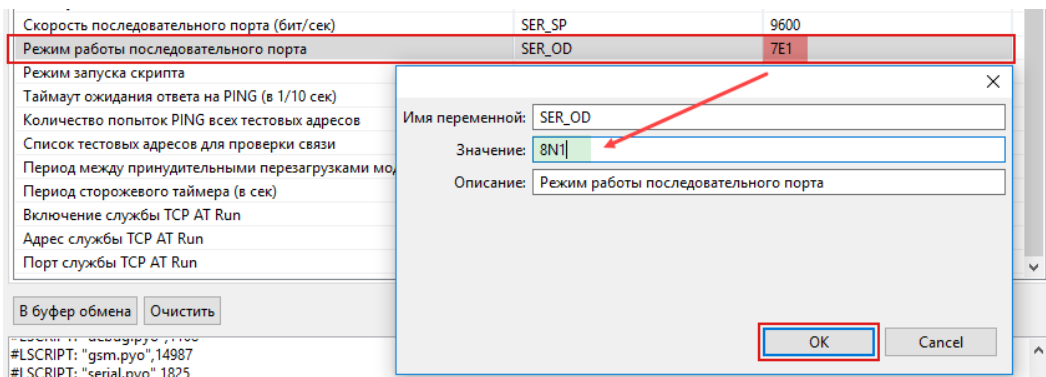 Скорость последовательного порта (бит/сек) SER_SP 9600
Режим работы последовательного порта SER_OD 7E1
Режим запуска скрипта
Таймаут ожидания ответа на PING (в 1/10 сек)
Количество попыток PING всех тестовых адресов
Список тестовых адресов для проверки связи
Период между принудительными перезагрузками мо
Период сторожевого таймера (в сек)
Включение службы TCP AT Run
Адрес службы TCP AT Run
Порт службы TCP AT Run
Имя переменной: SER_OD
Значение: 8N1
Описание: Режим работы последовательного порта
OK Cancel
В буфер обмена Очистить
#LSCRIPT: "gsm.pyo",14987
#LSCRIPT: "serial.pyo",1825